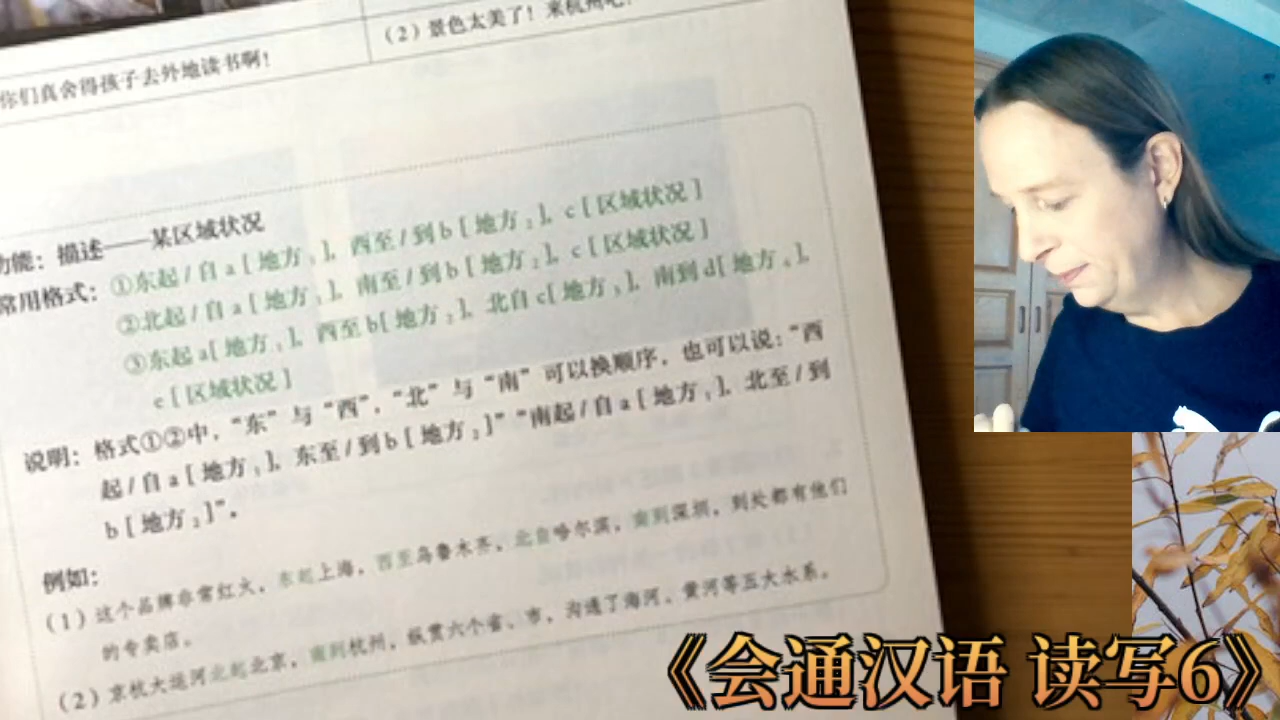 (2)景色太美了！来杭州吧！
你们真舍得孩子去外地读书啊！
功能：描述——某区域状况
常用格式：①东起/自a[地方₁]，西至/到b[地方₂]，c[区域状况]
②北起/自a[地方₁]，南至/到b[地方₂]，c[区域状况]
③东起a[地方₁]，西至b[地方₂]，北自c[地方₃]，南到d[地方₄]，
e[区域状况]
说明：格式①②中，“东”与“西”，“北”与“南”可以换顺序，也可以说：“西
起/自a[地方₁]，东至/到b[地方₂]”“南起/自a[地方₁]，北至/到
b[地方₂]”。
例如：
(1)这个品牌非常红火，东起上海，西至乌鲁木齐，北自哈尔滨，南到深圳，到处都有他们
的专卖店。
(2)京杭大运河北起北京，南到杭州，纵贯六个省、市，沟通了海河、黄河等五大水系。
《会通汉语 读写6》